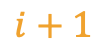 i + 1